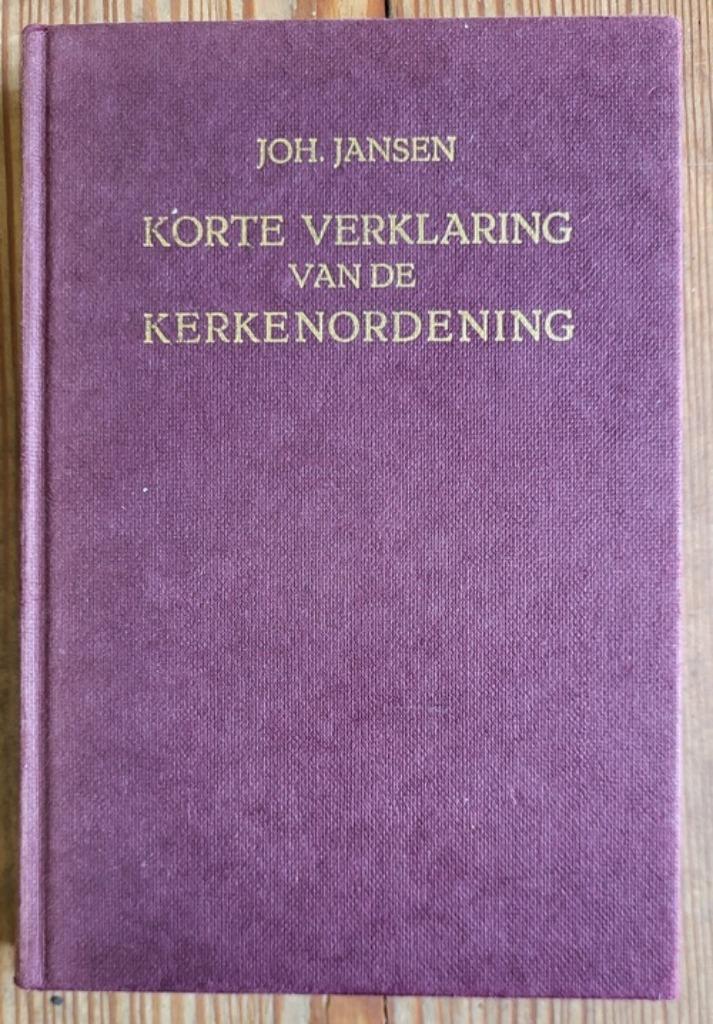 JOH. JANSEN
KORTE VERKLARING
VAN DE
KERKENORDENING